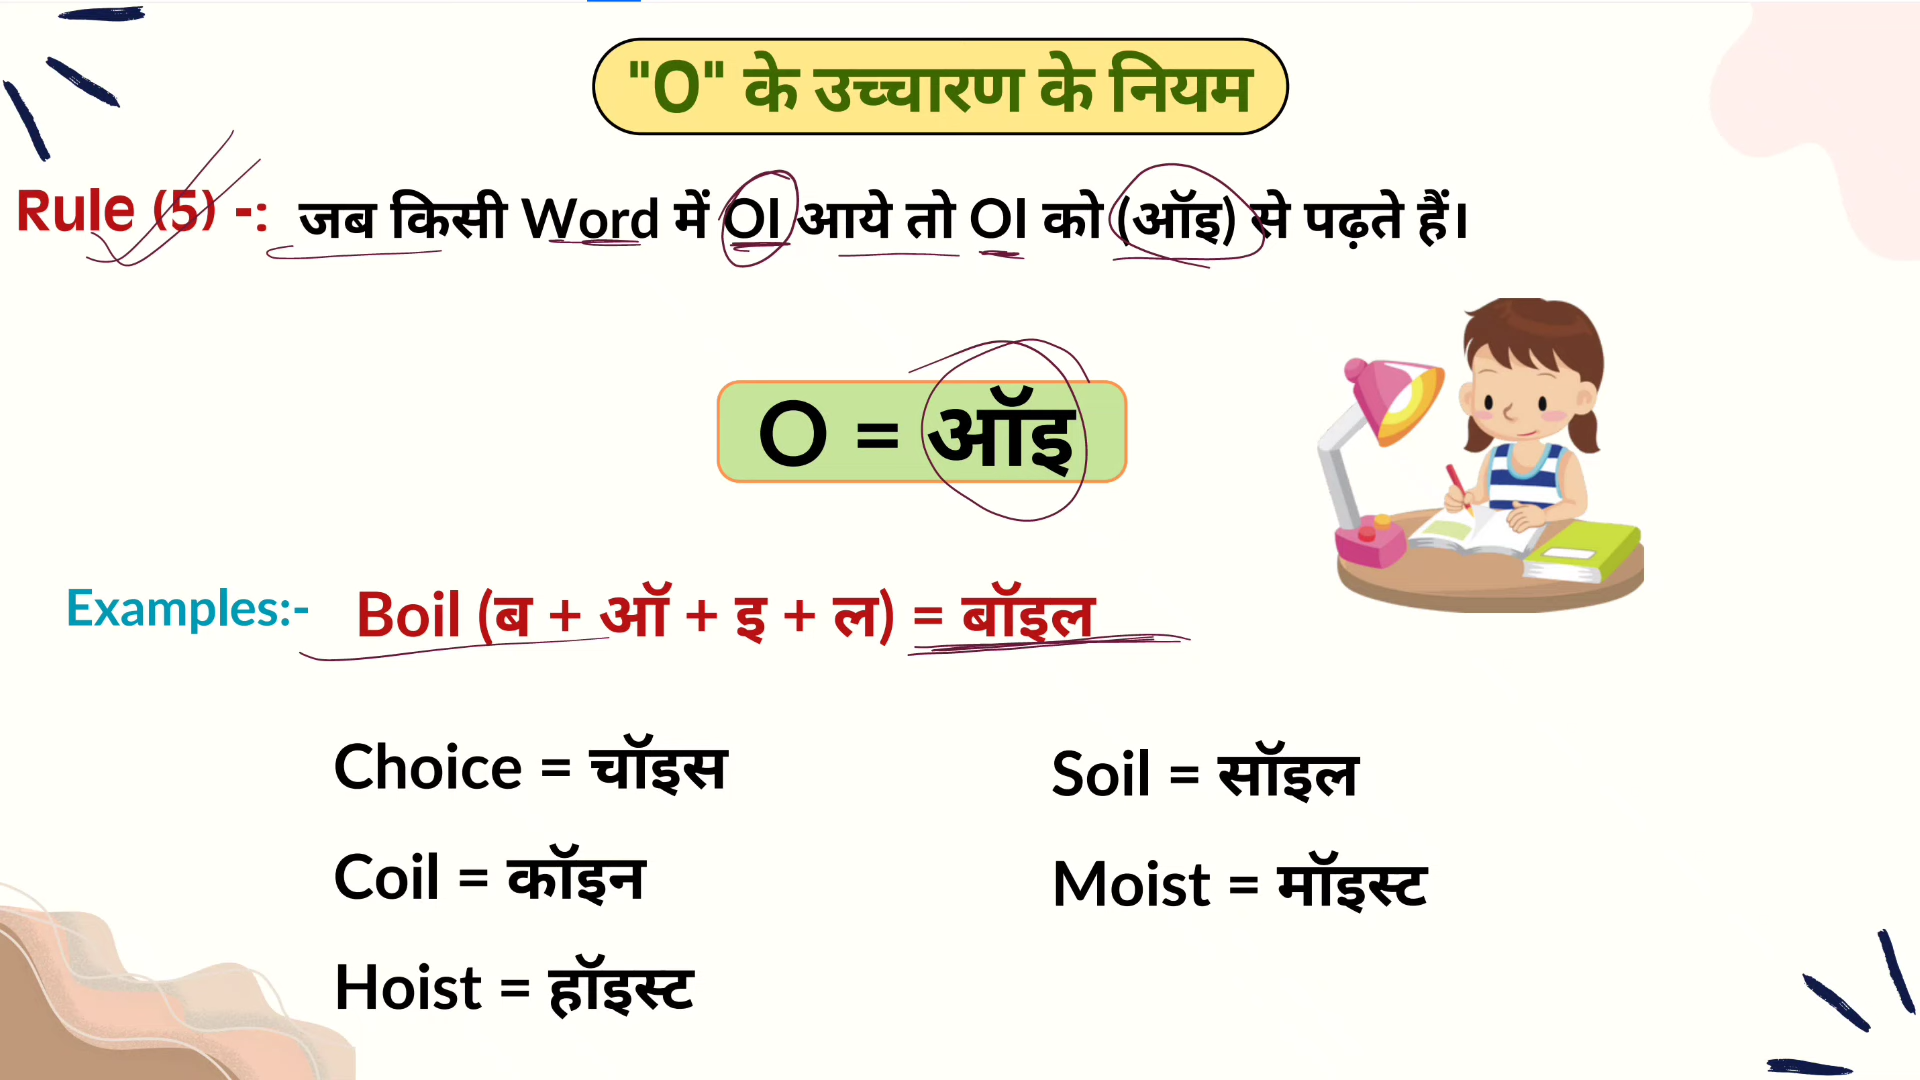 "O" के उच्चारण के नियम
Rule (5) -: जब किसी Word में OI आये तो OI को (ऑइ) से पढ़ते हैं।
O = ऑइ
Examples:- Boil (ब + ऑ + इ + ल) = बॉइल
Choice = चॉइस
Soil = सॉइल
Coil = कॉइन
Moist = मॉइस्ट
Hoist = हॉइस्ट